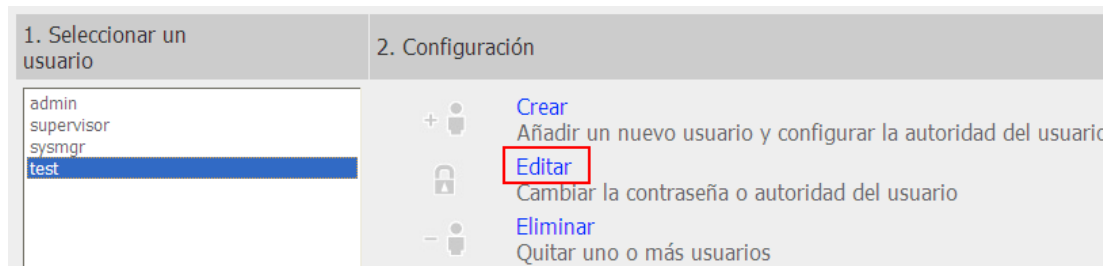 1. Seleccionar un
usuario
2. Configuración
admin
supervisor
sysmgr
test
Crear
Añadir un nuevo usuario y configurar la autoridad del usuario
Editar
Cambiar la contraseña o autoridad del usuario
Eliminar
Quitar uno o más usuarios